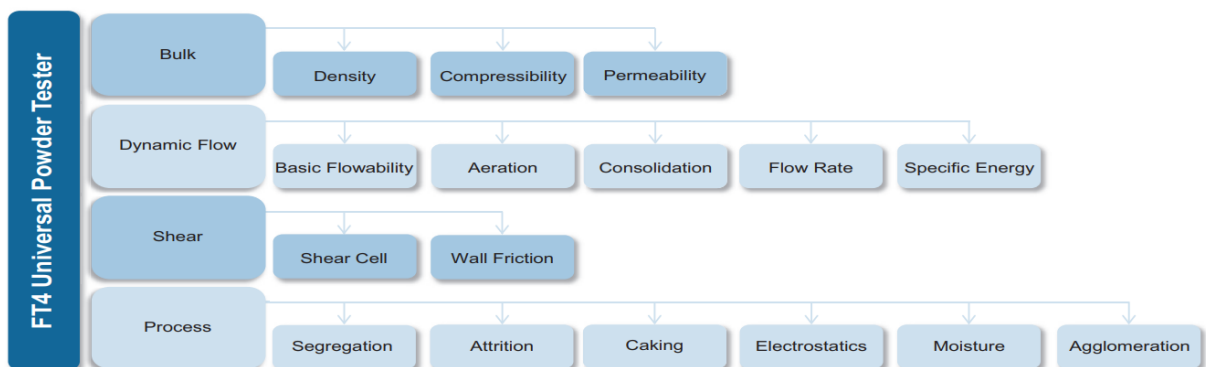 FT4 Universal Powder Tester
Bulk
Density
Compressibility
Permeability
Dynamic Flow
Basic Flowability
Aeration
Consolidation
Flow Rate
Specific Energy
Shear
Shear Cell
Wall Friction
Process
Segregation
Attrition
Caking
Electrostatics
Moisture
Agglomeration